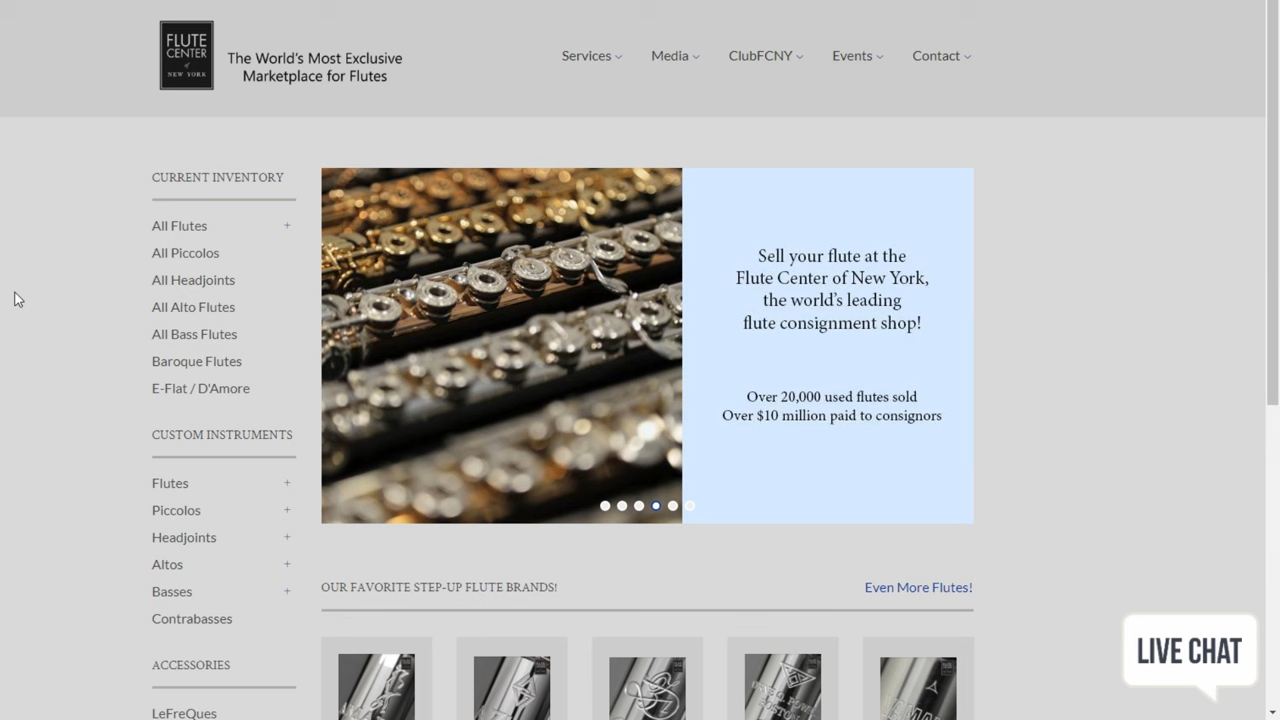 FLUTE
CENTER
of
NEW YORK
The World's Most Exclusive
Marketplace for Flutes
Services
Media
ClubFCNY
Events
Contact
CURRENT INVENTORY
All Flutes +
All Piccolos
All Headjoints
All Alto Flutes
All Bass Flutes
Baroque Flutes
E-Flat / D'Amore
CUSTOM INSTRUMENTS
Flutes +
Piccolos +
Headjoints +
Altos +
Basses +
Contrabasses
ACCESSORIES
LeFreQues
Sell your flute at the
Flute Center of New York,
the world's leading
flute consignment shop!
Over 20,000 used flutes sold
Over $10 million paid to consignors
OUR FAVORITE STEP-UP FLUTE BRANDS!
Even More Flutes!
LIVE CHAT